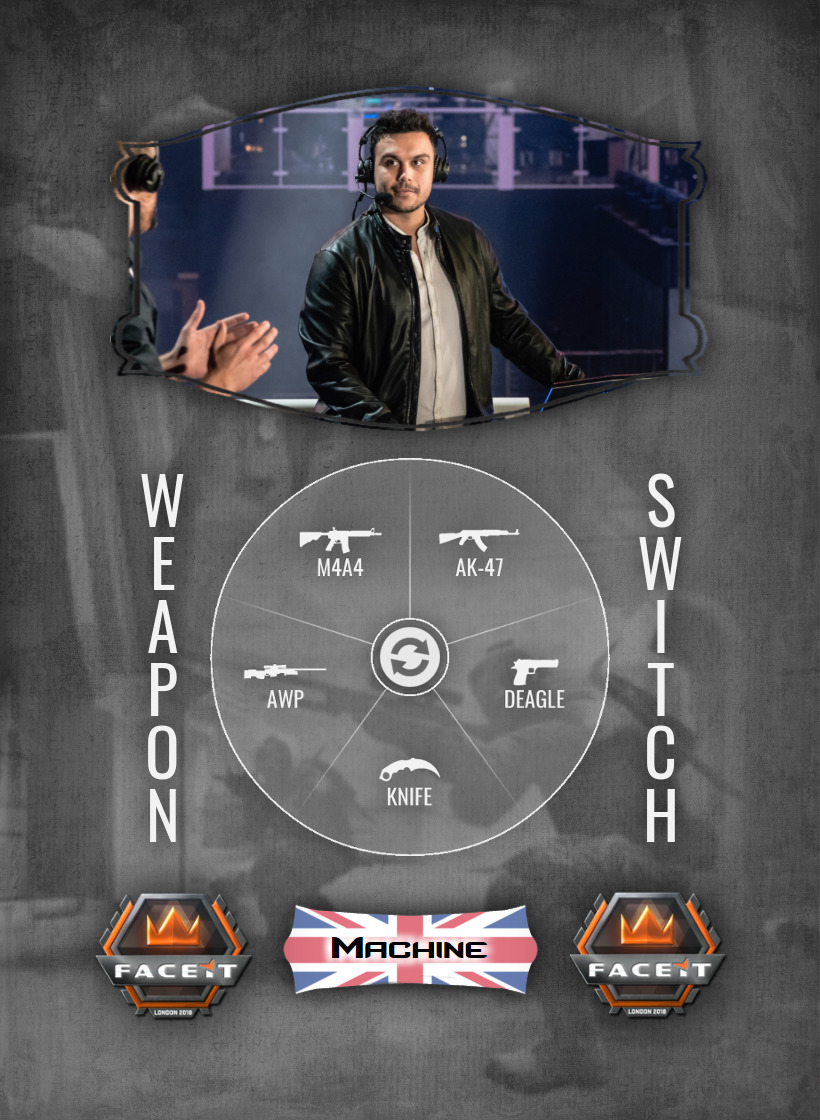 WEAPON
SWITCH
M4A4
AK-47
AWP
DEAGLE
KNIFE
FACEIT
LONDON 2018
MACHINE
FACEIT
LONDON 2018